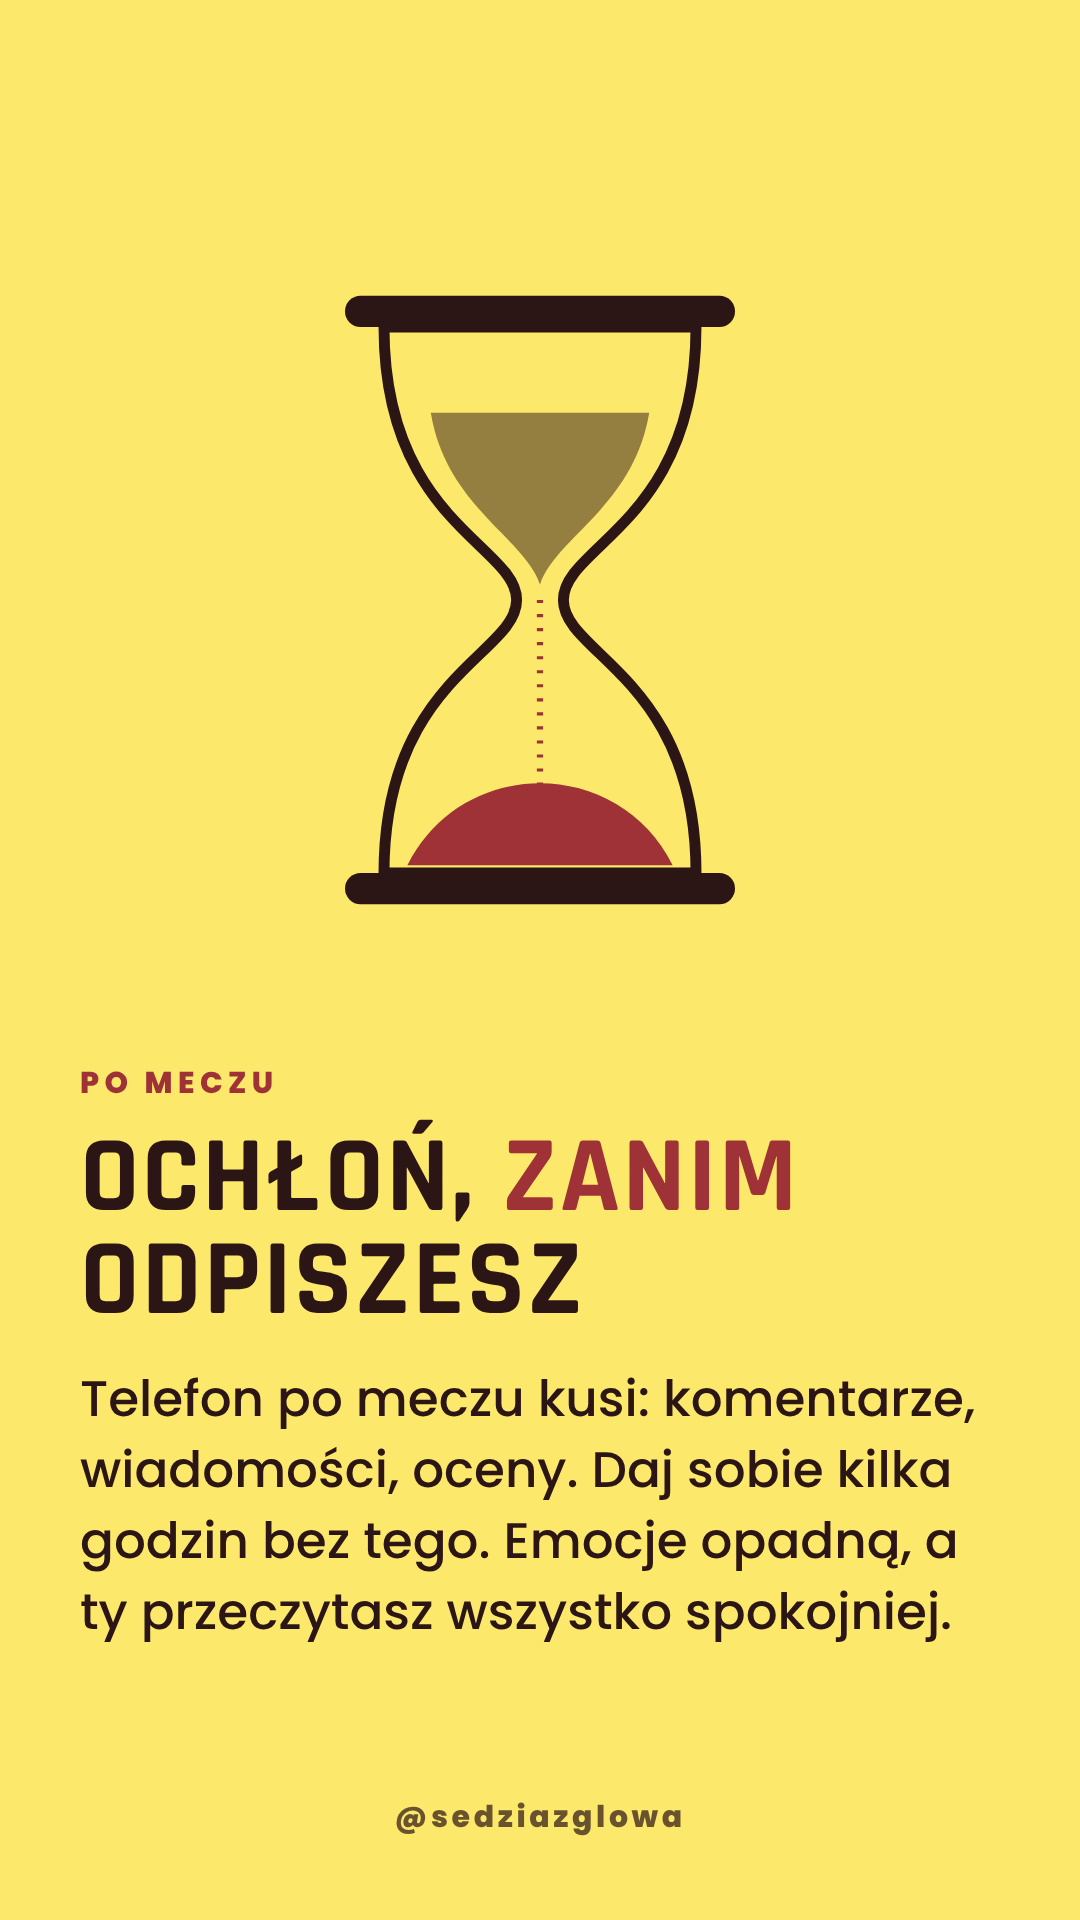 PO MECZU
OCHŁOŃ, ZANIM
ODPISZESZ
Telefon po meczu kusi: komentarze,
wiadomości, oceny. Daj sobie kilka
godzin bez tego. Emocje opadną, a
ty przeczytasz wszystko spokojniej.
@sedziazglowa